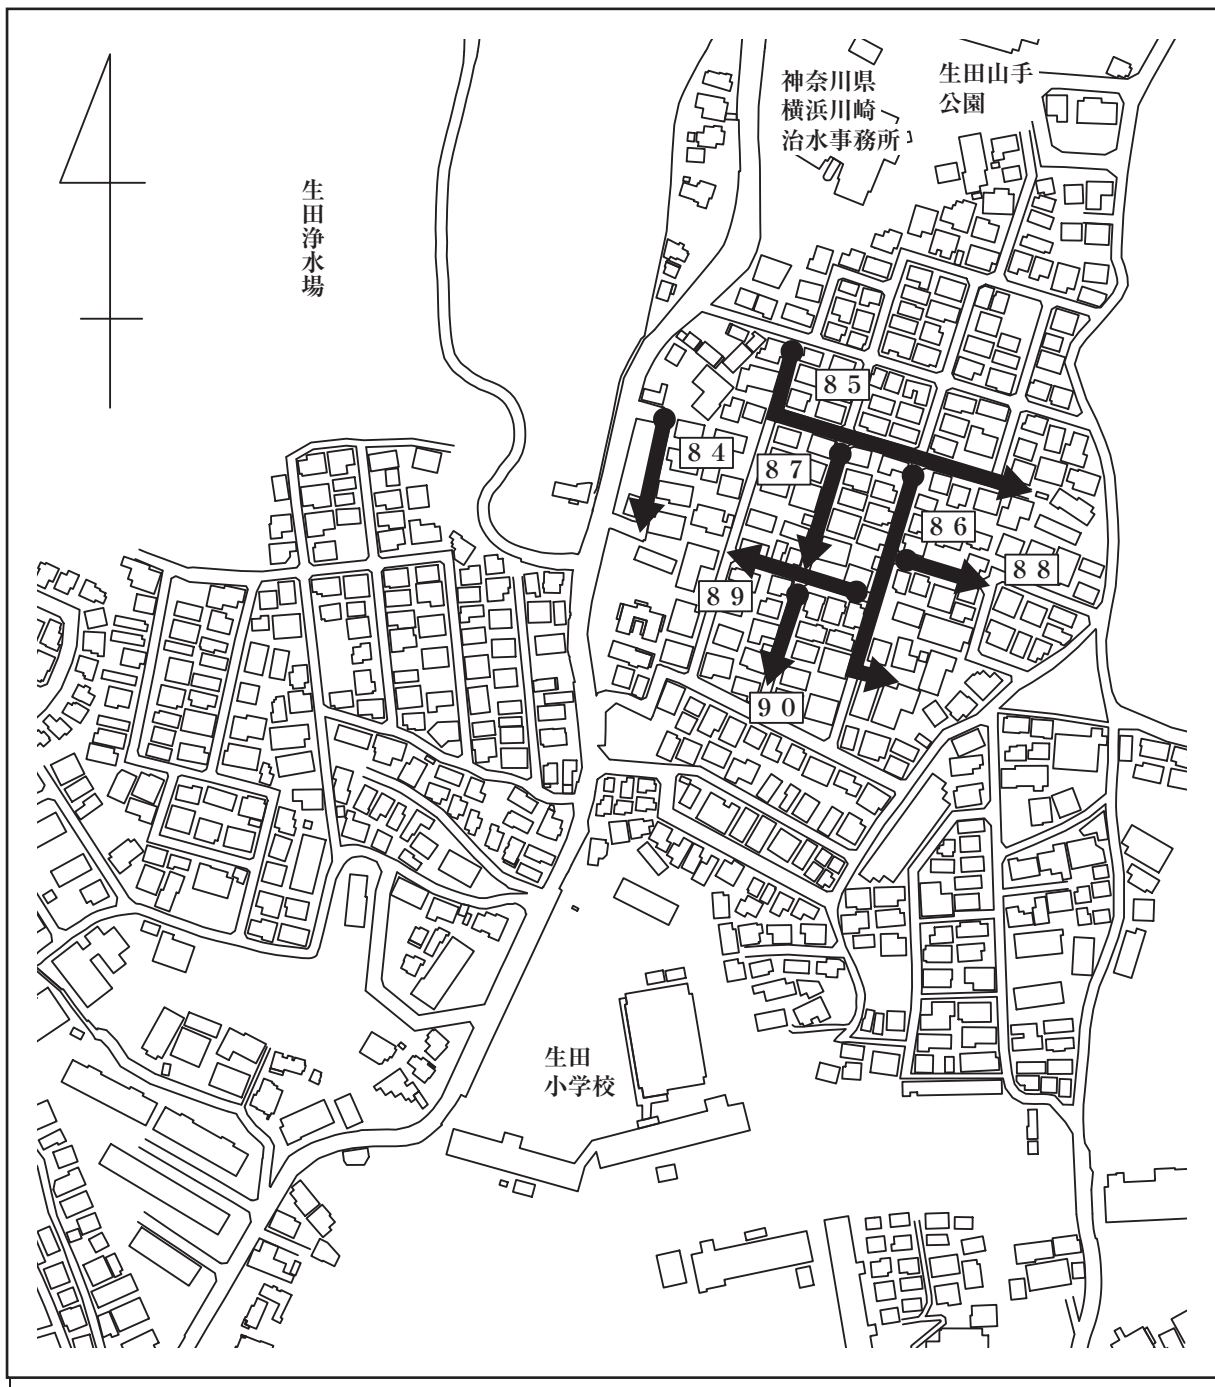 神奈川県
横浜川崎
治水事務所
生田山手
公園
生田浄水場
８５
８４
８７
８６
８８
８９
９０
生田
小学校